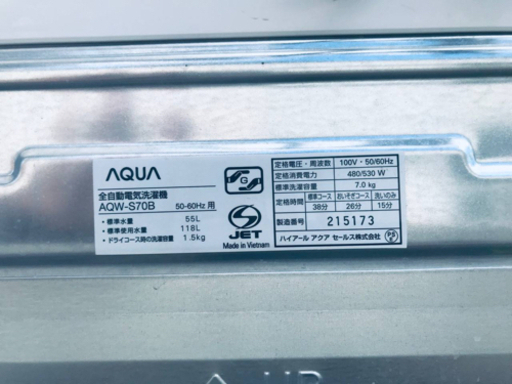 AQUA
全自動電気洗濯機
AQW-S70B 50-60Hz 用
・標準水量 55L
・標準使用水量 118L
・ドライコース時の洗濯容量 1.5kg
G
JET
Made in Vietnam
定格電圧・周波数 100V・50/60Hz
定格消費電力 480/530 W
標準洗濯容量 7.0 kg
定格時間 標準コース おいそぎコース 洗いのみ
38分 26分 15分
製造番号 215173
ハイアール アクア セールス株式会社
PSE
UP